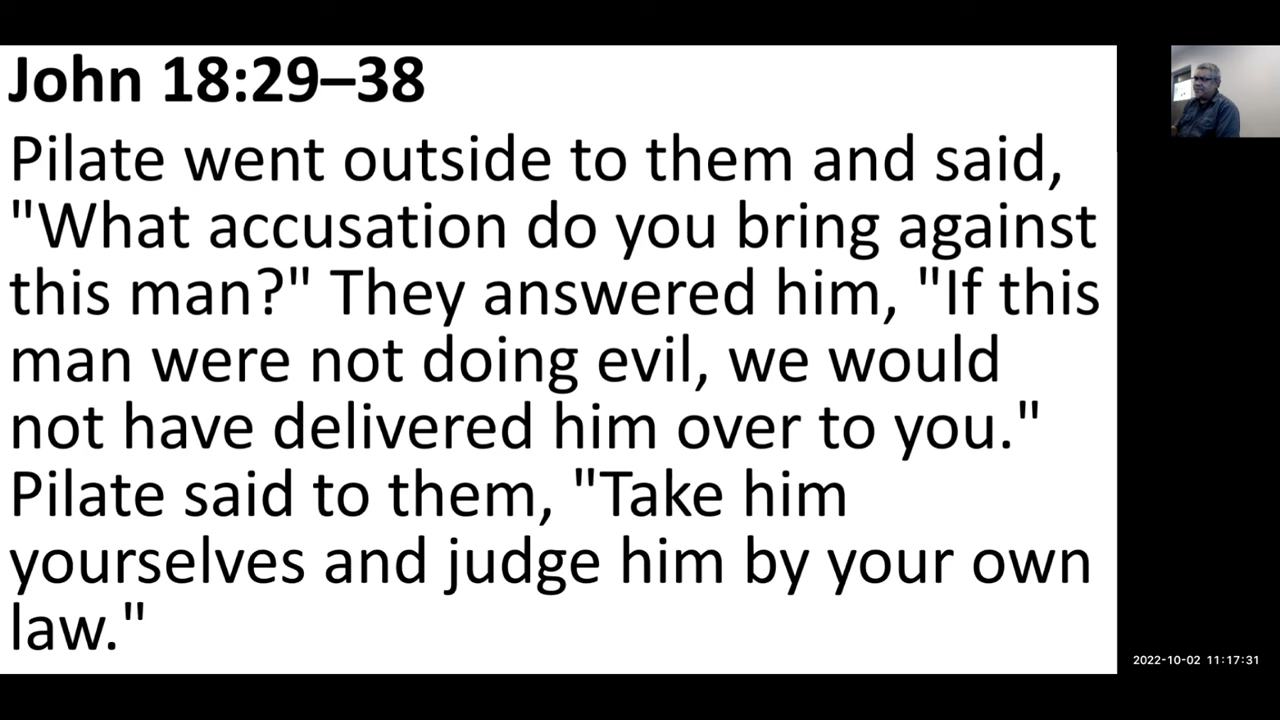 John 18:29–38
Pilate went outside to them and said,
"What accusation do you bring against
this man?" They answered him, "If this
man were not doing evil, we would
not have delivered him over to you."
Pilate said to them, "Take him
yourselves and judge him by your own
law."
2022-10-02 11:17:31